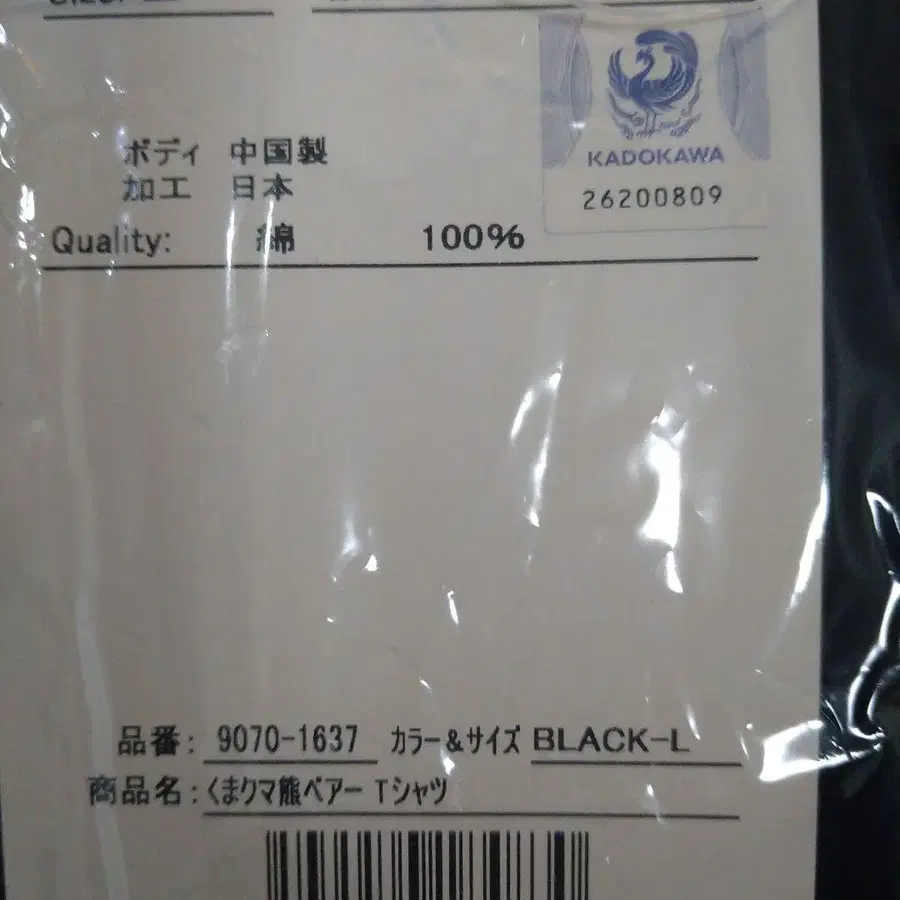 KADOKAWA
26200809
ボディ 中国製
加工 日本
Quality: 綿 100%
品番: 9070-1637 カラー&サイズ BLACK-L
商品名:くまクマ熊ベアー Tシャツ